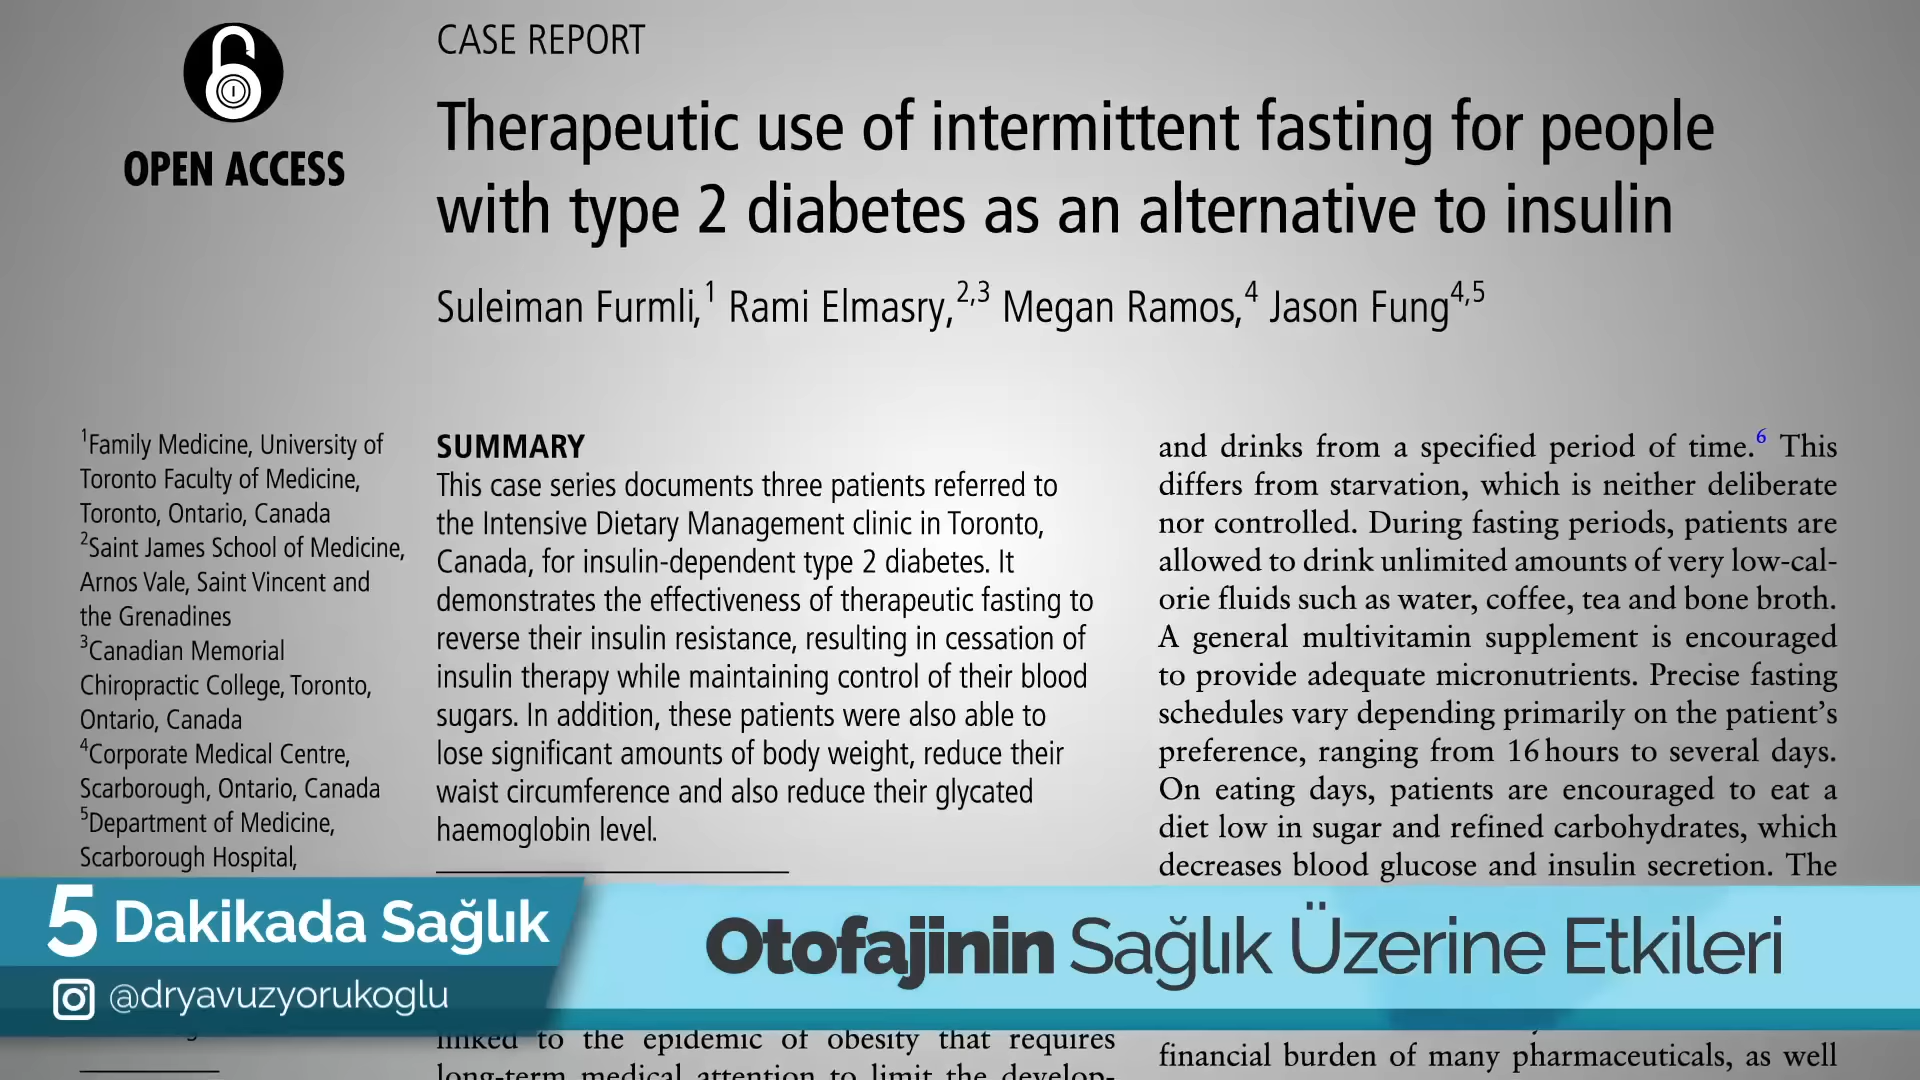 OPEN ACCESS
CASE REPORT
Therapeutic use of intermittent fasting for people
with type 2 diabetes as an alternative to insulin
Suleiman Furmli,1 Rami Elmasry,2,3 Megan Ramos,4 Jason Fung4,5
1Family Medicine, University of
Toronto Faculty of Medicine,
Toronto, Ontario, Canada
2Saint James School of Medicine,
Arnos Vale, Saint Vincent and
the Grenadines
3Canadian Memorial
Chiropractic College, Toronto,
Ontario, Canada
4Corporate Medical Centre,
Scarborough, Ontario, Canada
5Department of Medicine,
Scarborough Hospital,
SUMMARY
This case series documents three patients referred to
the Intensive Dietary Management clinic in Toronto,
Canada, for insulin-dependent type 2 diabetes. It
demonstrates the effectiveness of therapeutic fasting to
reverse their insulin resistance, resulting in cessation of
insulin therapy while maintaining control of their blood
sugars. In addition, these patients were also able to
lose significant amounts of body weight, reduce their
waist circumference and also reduce their glycated
haemoglobin level.
linked to the epidemic of obesity that requires
long-term medical attention to limit the develop-
and drinks from a specified period of time.6 This
differs from starvation, which is neither deliberate
nor controlled. During fasting periods, patients are
allowed to drink unlimited amounts of very low-cal-
orie fluids such as water, coffee, tea and bone broth.
A general multivitamin supplement is encouraged
to provide adequate micronutrients. Precise fasting
schedules vary depending primarily on the patient's
preference, ranging from 16 hours to several days.
On eating days, patients are encouraged to eat a
diet low in sugar and refined carbohydrates, which
decreases blood glucose and insulin secretion. The
financial burden of many pharmaceuticals, as well
5 Dakikada Sağlık
@dryavuzyorukoglu
Otofajinin Sağlık Üzerine Etkileri